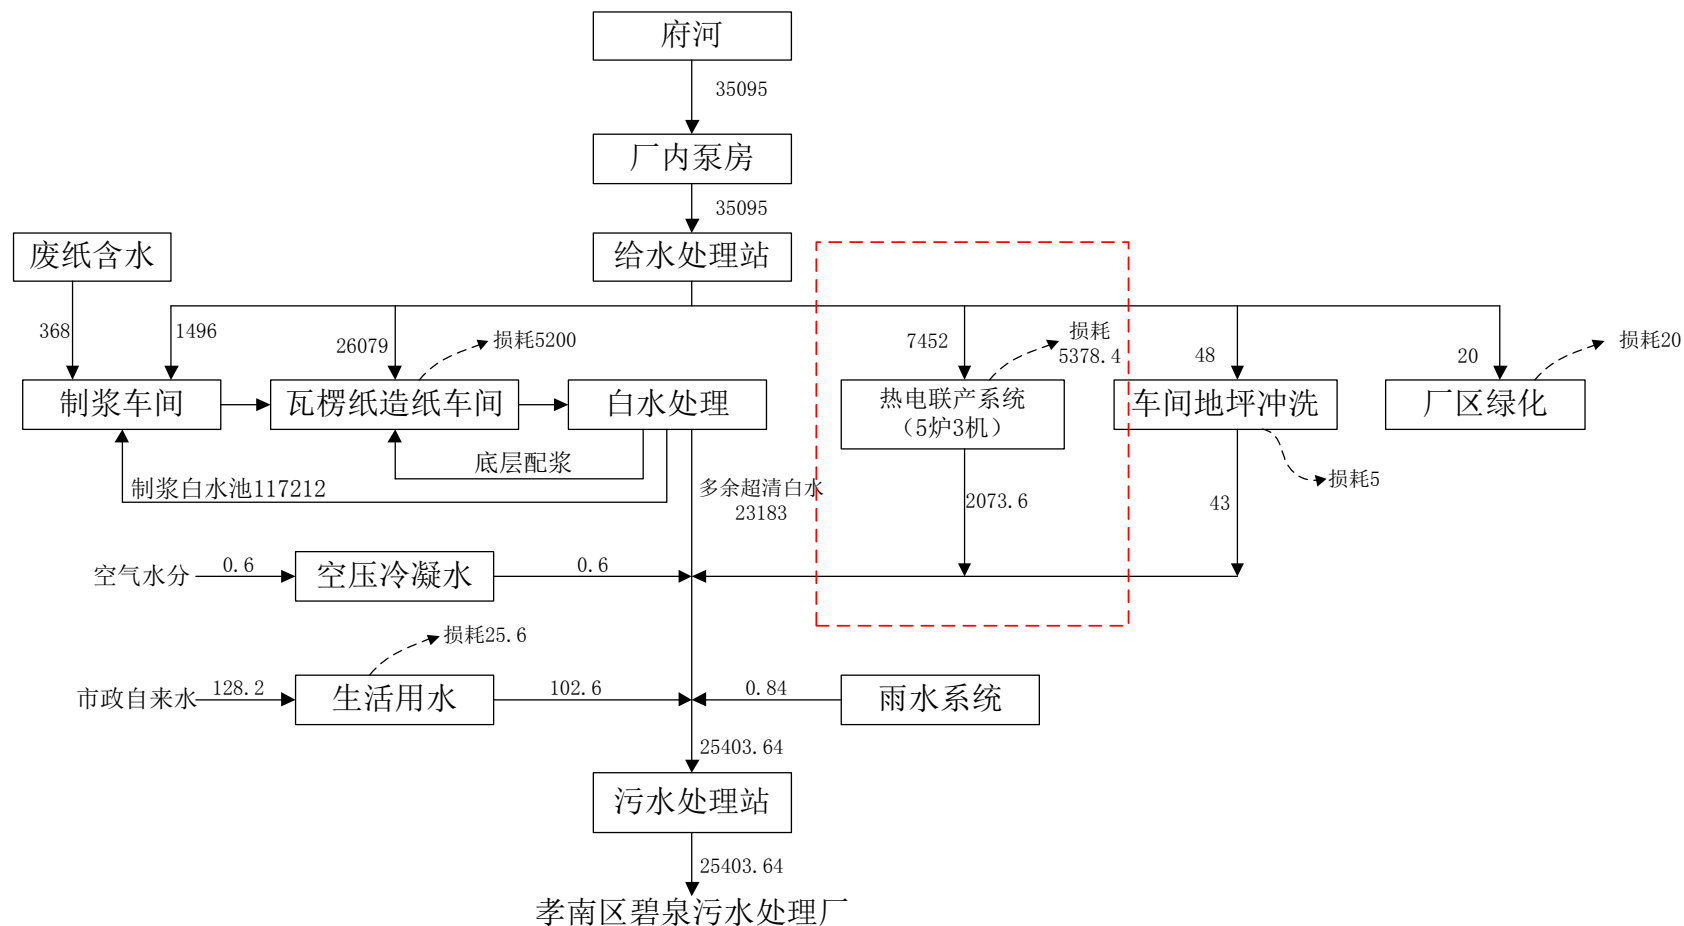 府河
35095
厂内泵房
35095
废纸含水
给水处理站
368
1496
26079
损耗5200
7452
损耗
5378.4
48
20
损耗20
制浆车间
瓦楞纸造纸车间
白水处理
热电联产系统
（5炉3机）
车间地坪冲洗
厂区绿化
底层配浆
制浆白水池117212
多余超清白水
23183
2073.6
43
损耗5
空气水分
0.6
空压冷凝水
0.6
损耗25.6
市政自来水
128.2
生活用水
102.6
0.84
雨水系统
25403.64
污水处理站
25403.64
孝南区碧泉污水处理厂